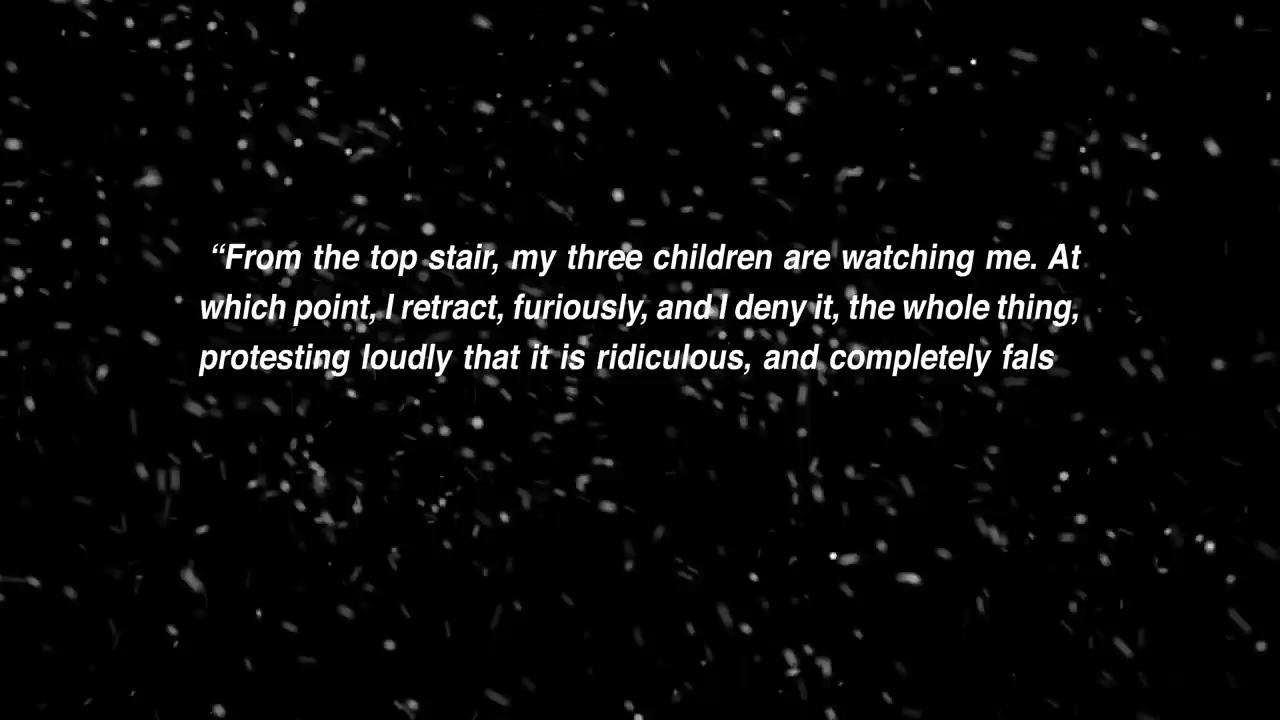 “From the top stair, my three children are watching me. At
which point, I retract, furiously, and I deny it, the whole thing,
protesting loudly that it is ridiculous, and completely fals